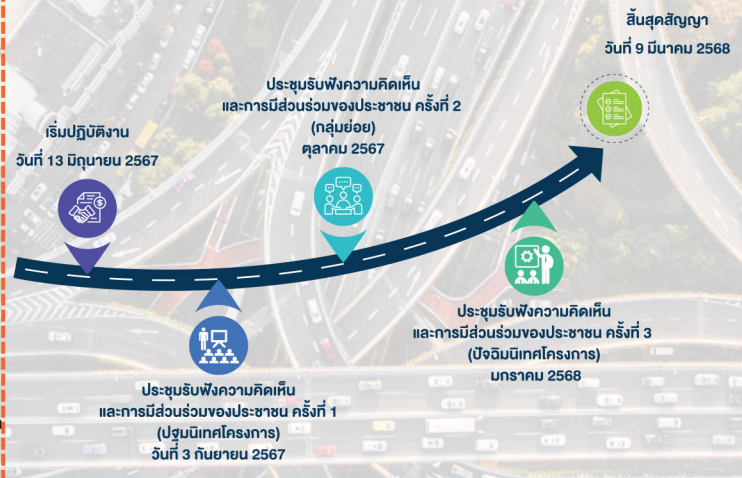 เริ่มปฏิบัติงาน
วันที่ 13 มิถุนายน 2567
ประชุมรับฟังความคิดเห็น
และการมีส่วนร่วมของประชาชน ครั้งที่ 1
(ปฐมนิเทศโครงการ)
วันที่ 3 กันยายน 2567
ประชุมรับฟังความคิดเห็น
และการมีส่วนร่วมของประชาชน ครั้งที่ 2
(กลุ่มย่อย)
ตุลาคม 2567
ประชุมรับฟังความคิดเห็น
และการมีส่วนร่วมของประชาชน ครั้งที่ 3
(ปัจฉิมนิเทศโครงการ)
มกราคม 2568
สิ้นสุดสัญญา
วันที่ 9 มีนาคม 2568